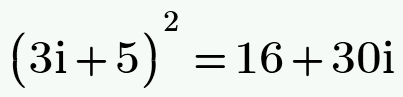 (3i+5)² = 16+30i